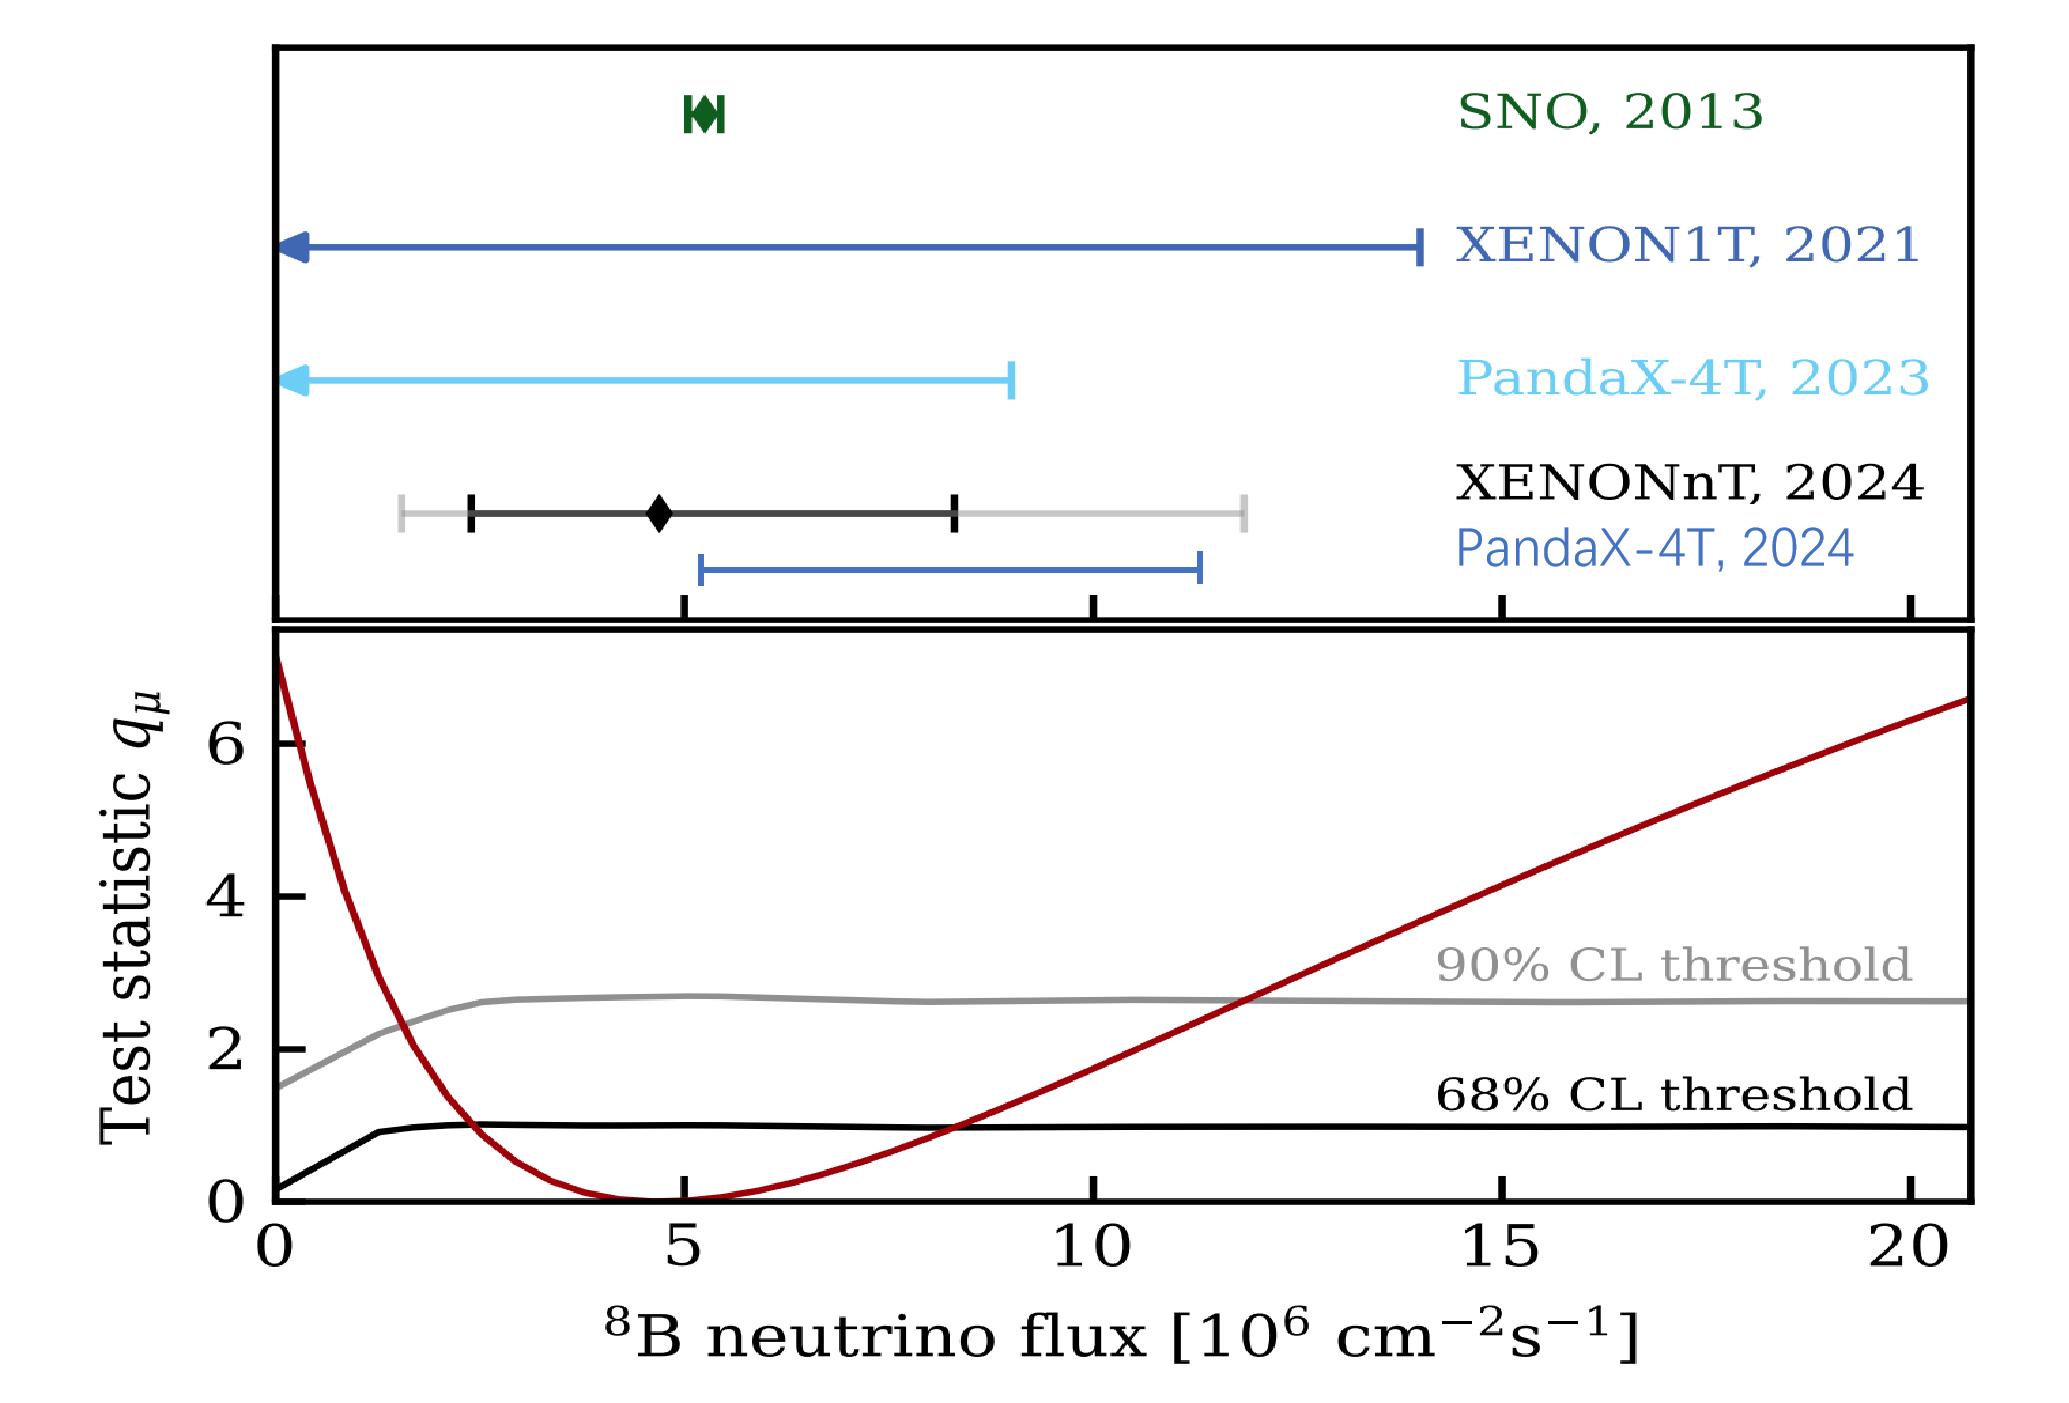 SNO, 2013
XENON1T, 2021
PandaX-4T, 2023
XENONnT, 2024
PandaX-4T, 2024
Test statistic qμ
6
4
2
0
90% CL threshold
68% CL threshold
0 5 10 15 20
⁸B neutrino flux [10⁶ cm⁻²s⁻¹]